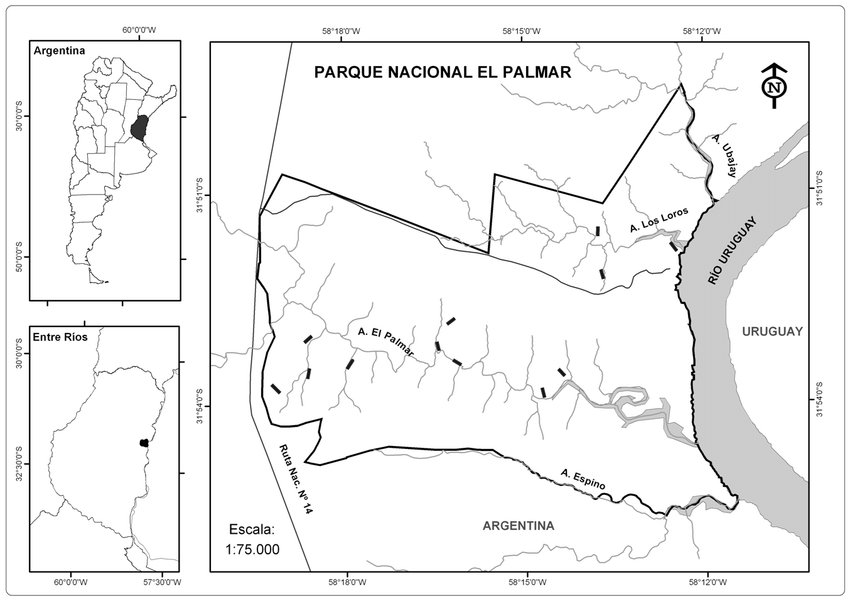 60°0'0"W
Argentina
30°0'0"S
50°0'0"S
Entre Ríos
30°0'0"S
32°30'0"S
60°0'0"W
57°30'0"W
58°18'0"W
58°15'0"W
58°12'0"W
PARQUE NACIONAL EL PALMAR
N
A. Ubajay
31°51'0"S
31°51'0"S
A. Los Loros
RÍO URUGUAY
URUGUAY
A. El Palmar
31°54'0"S
31°54'0"S
Ruta Nac. Nº 14
A. Espino
ARGENTINA
Escala:
1:75.000
58°18'0"W
58°15'0"W
58°12'0"W